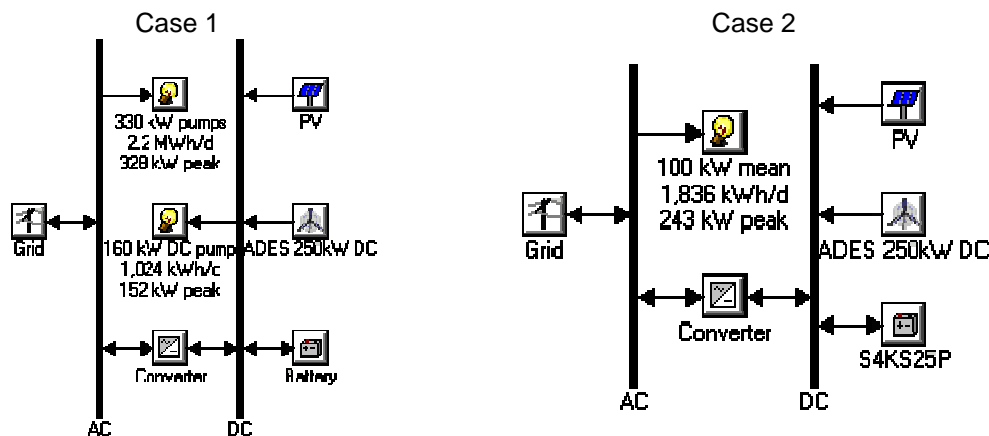 Case 1
330 kW pumps
2.2 MWh/d
328 kW peak
PV
Grid
160 kW DC pump
1,024 kWh/c
152 kW peak
ADES 250kW DC
Converter
Battery
AC
DC
Case 2
100 kW mean
1,836 kWh/d
243 kW peak
PV
Grid
ADES 250kW DC
Converter
S4KS25P
AC
DC